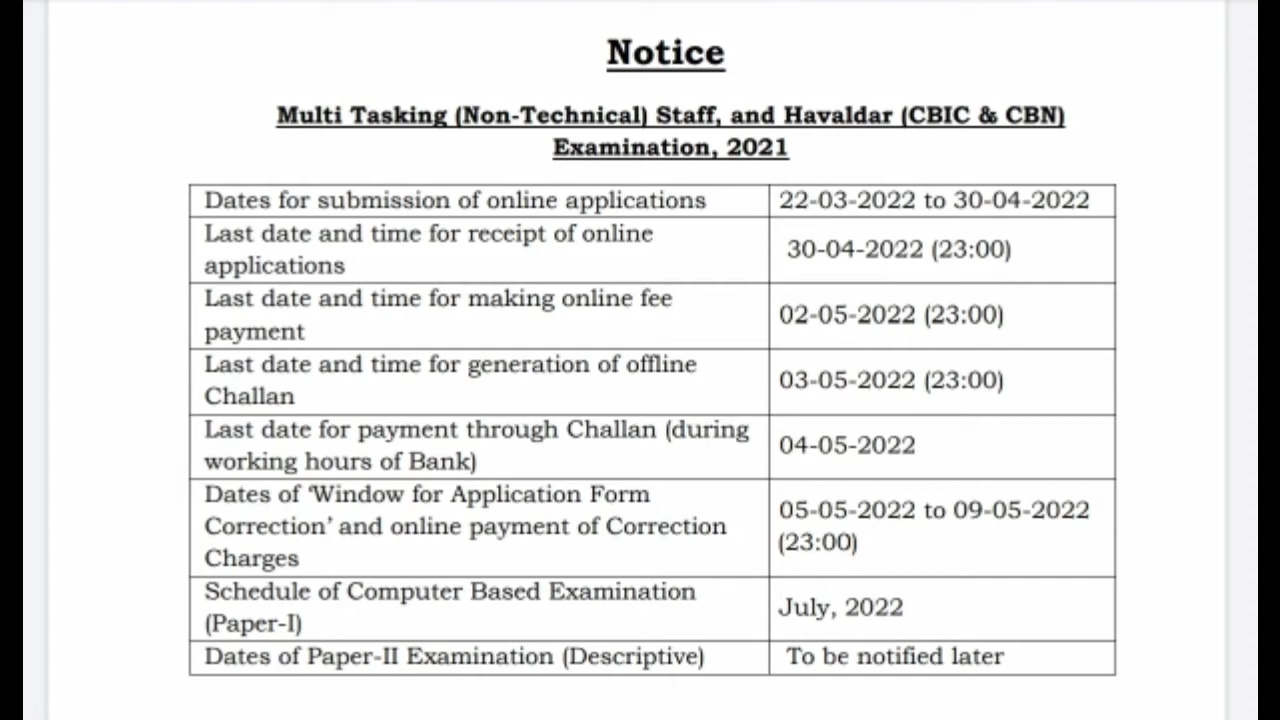 Notice
Multi Tasking (Non-Technical) Staff, and Havaldar (CBIC & CBN)
Examination, 2021
Dates for submission of online applications
22-03-2022 to 30-04-2022
Last date and time for receipt of online
applications
30-04-2022 (23:00)
Last date and time for making online fee
payment
02-05-2022 (23:00)
Last date and time for generation of offline
Challan
03-05-2022 (23:00)
Last date for payment through Challan (during
working hours of Bank)
04-05-2022
Dates of ‘Window for Application Form
Correction’ and online payment of Correction
Charges
05-05-2022 to 09-05-2022
(23:00)
Schedule of Computer Based Examination
(Paper-I)
July, 2022
Dates of Paper-II Examination (Descriptive)
To be notified later